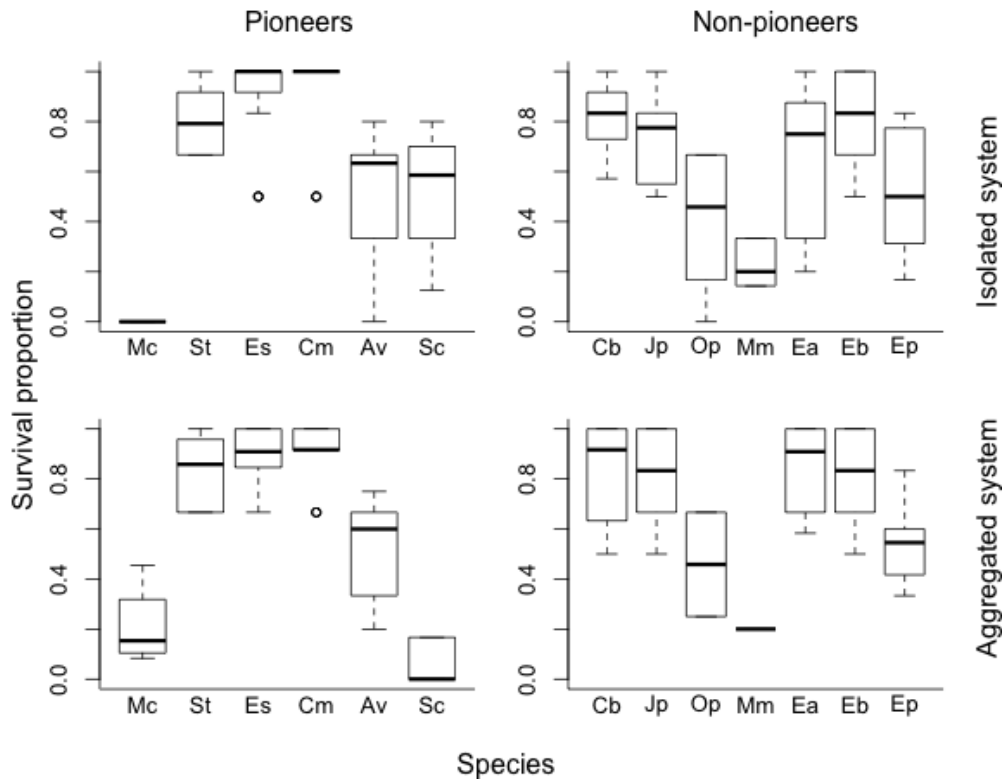 Pioneers
Non-pioneers
0.8
0.4
0.0
Mc St Es Cm Av Sc
Cb Jp Op Mm Ea Eb Ep
Isolated system
Survival proportion
0.8
0.4
0.0
0.8
0.4
0.0
Mc St Es Cm Av Sc
0.8
0.4
0.0
Cb Jp Op Mm Ea Eb Ep
Aggregated system
Species